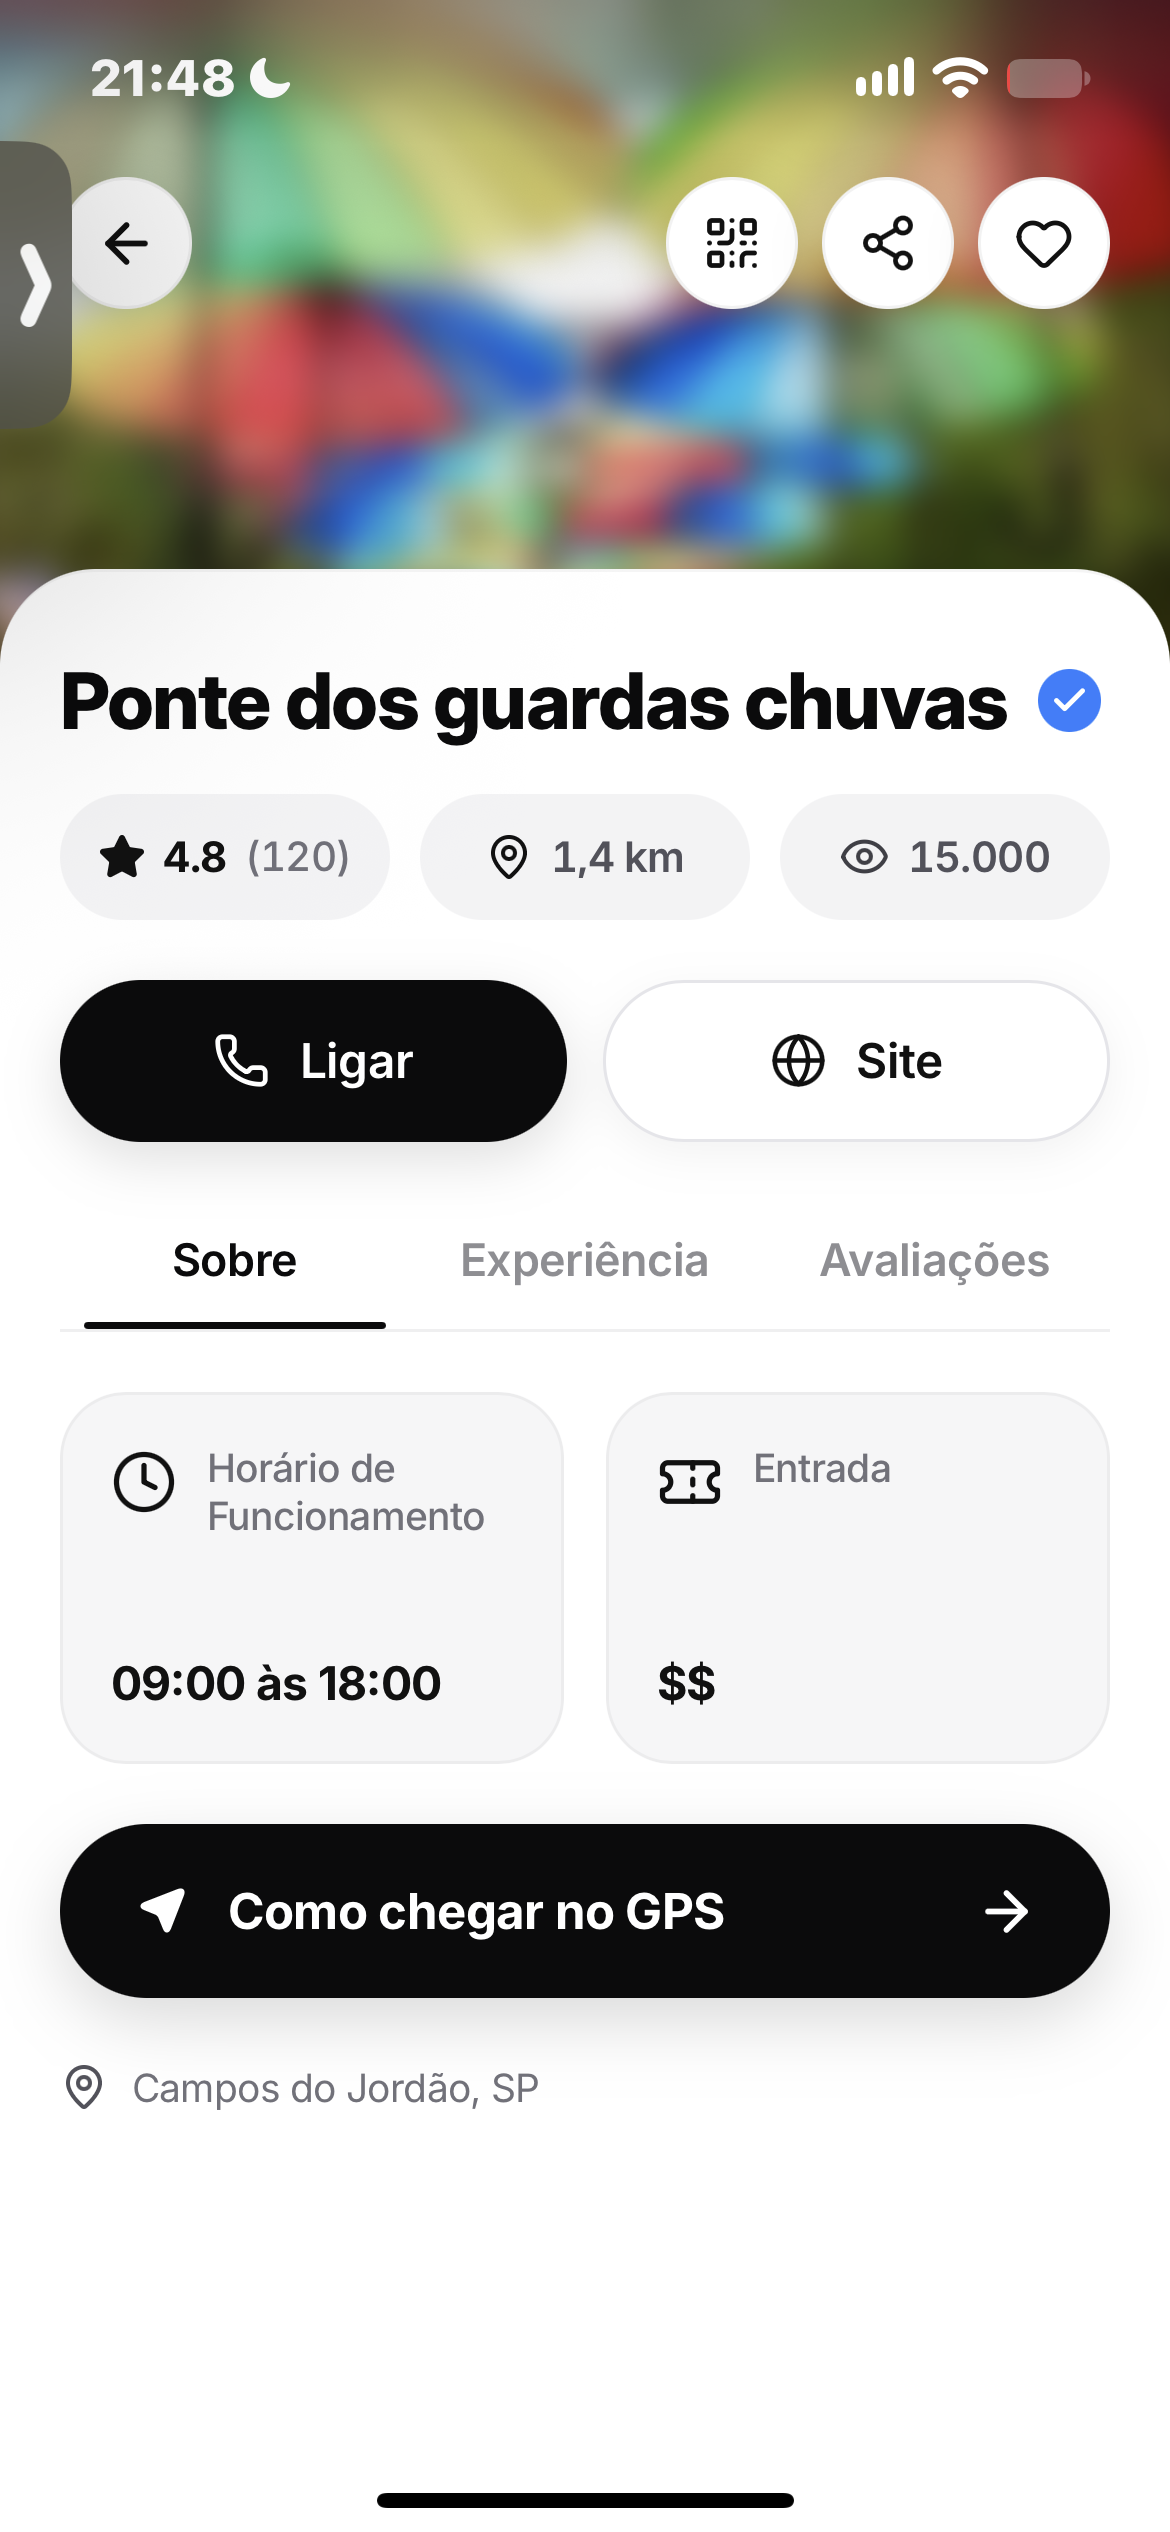 21:48
Ponte dos guardas chuvas
4.8 (120)
1,4 km
15.000
Ligar
Site
Sobre
Experiência
Avaliações
Horário de
Funcionamento
09:00 às 18:00
Entrada
$$
Como chegar no GPS
Campos do Jordão, SP